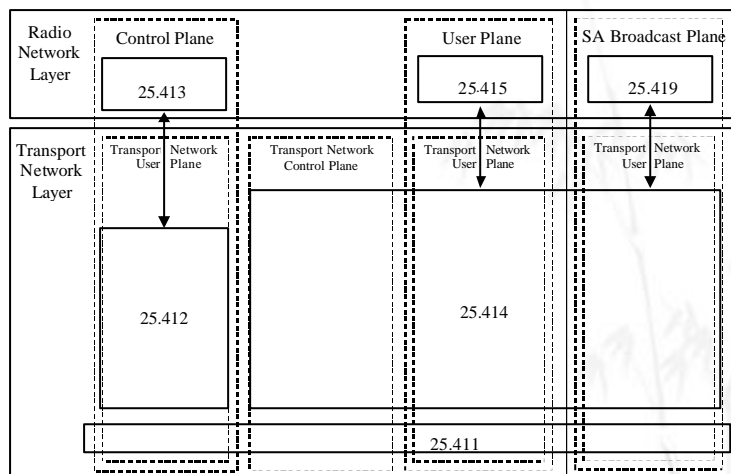 Radio
Network
Layer
Control Plane
User Plane
SA Broadcast Plane
25.413
25.415
25.419
Transport
Network
Layer
Transport Network
User Plane
Transport Network
Control Plane
Transport Network
User Plane
Transport Network
User Plane
25.412
25.414
25.411